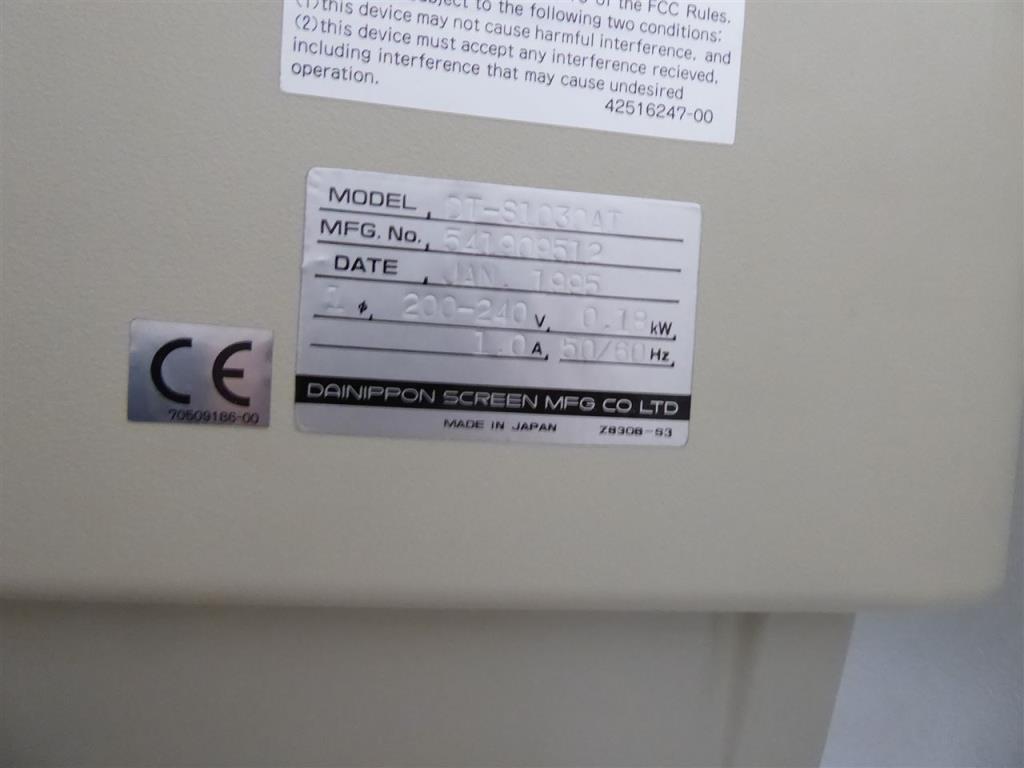 of the FCC Rules.
subject to the following two conditions:
(1)this device may not cause harmful interference, and
(2)this device must accept any interference recieved,
including interference that may cause undesired
operation.
42516247-00
MODEL DT-S1030AT
MFG. No. 541909512
DATE JAN. 1995
1 φ, 200-240 V, 0.18 kW,
1.0 A, 50/60 Hz,
DAINIPPON SCREEN MFG CO LTD
MADE IN JAPAN Z8308-S3
CE
70509186-00